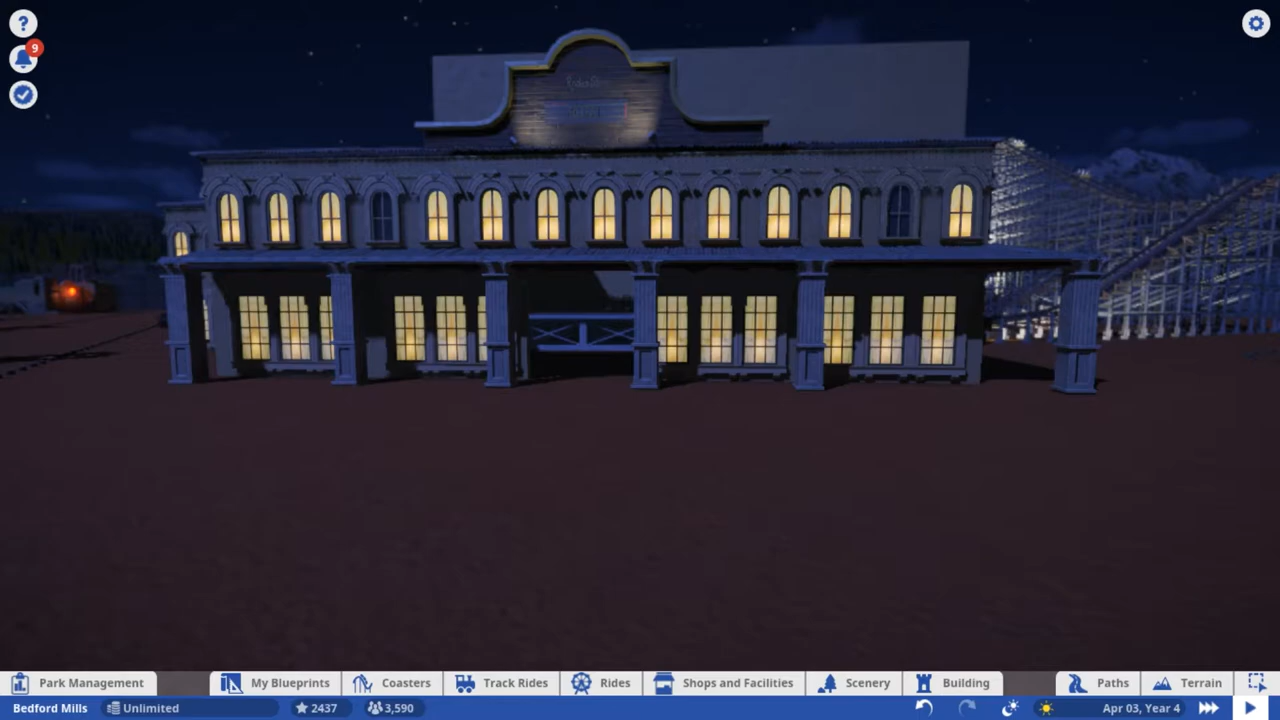 9
Park Management
My Blueprints
Coasters
Track Rides
Rides
Shops and Facilities
Scenery
Building
Paths
Terrain
Bedford Mills
Unlimited
2437
3,590
Apr 03, Year 4